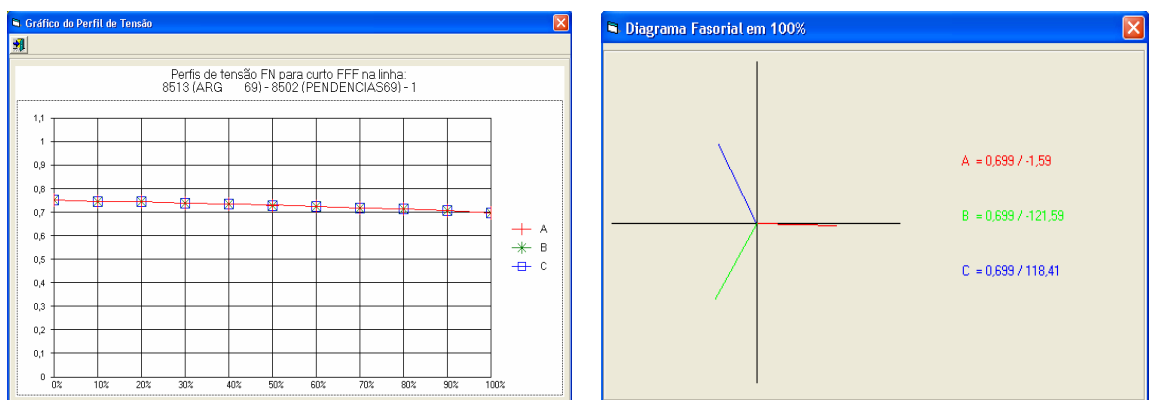 Gráfico do Perfil de Tensão
Perfis de tensão FN para curto FFF na linha:
8513 (ARG 69) - 8502 (PENDENCIAS69) - 1
1,1
1
0,9
0,8
0,7
0,6
0,5
0,4
0,3
0,2
0,1
0
0% 10% 20% 30% 40% 50% 60% 70% 80% 90% 100%
A
B
C
Diagrama Fasorial em 100%
A = 0,699 / -1,59
B = 0,699 / -121,59
C = 0,699 / 118,41